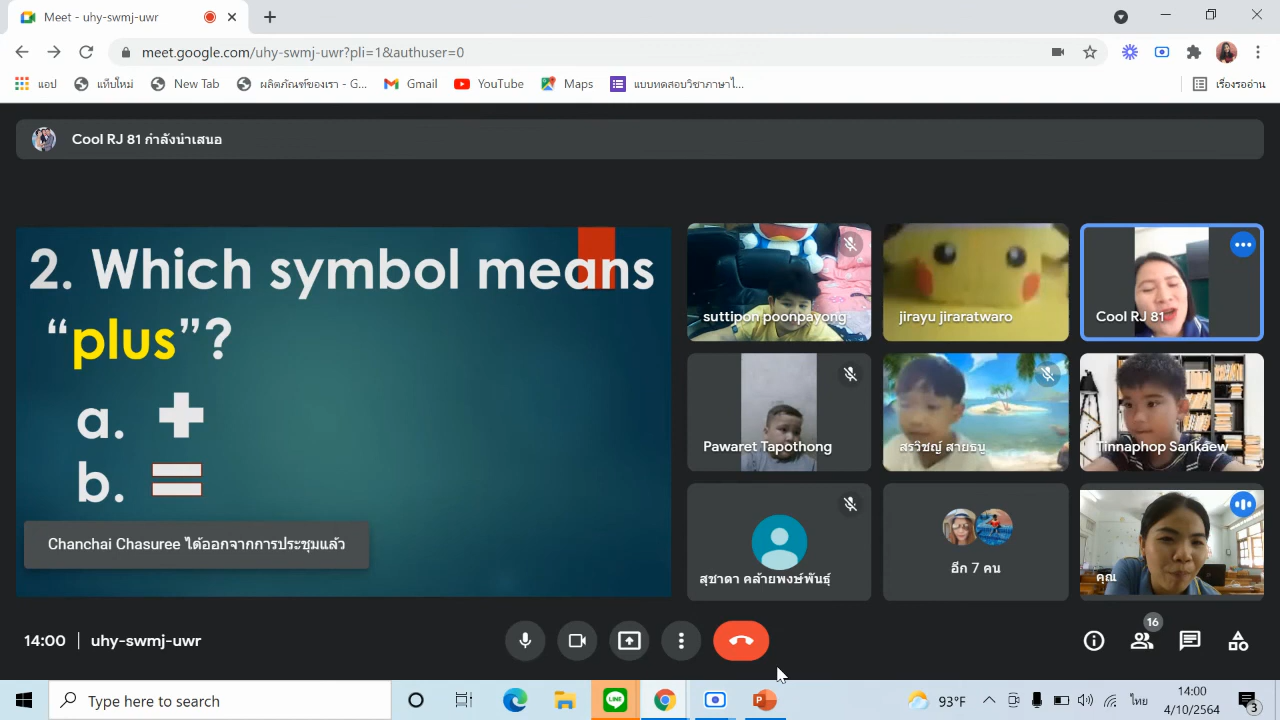 Meet - uhy-swmj-uwr
meet.google.com/uhy-swmj-uwr?pli=1&authuser=0
แอป
แท็บใหม่
New Tab
ผลิตภัณฑ์ของเรา - G...
Gmail
YouTube
Maps
แบบทดสอบวิชาภาษาไ...
เรื่องรออ่าน
Cool RJ 81 กำลังนำเสนอ
2. Which symbol means
“plus”?
a. +
b. =
Chanchai Chasuree ได้ออกจากการประชุมแล้ว
suttipon poonpayong
jirayu jiraratwaro
Cool RJ 81
Pawaret Tapothong
สรวิชญ์ สายธนู
Tinnaphop Sankaew
สุชาดา คล้ายพงษ์พันธุ์
อีก 7 คน
คุณ
14:00 | uhy-swmj-uwr
16
Type here to search
93°F
ไทย
14:00
4/10/2564
3